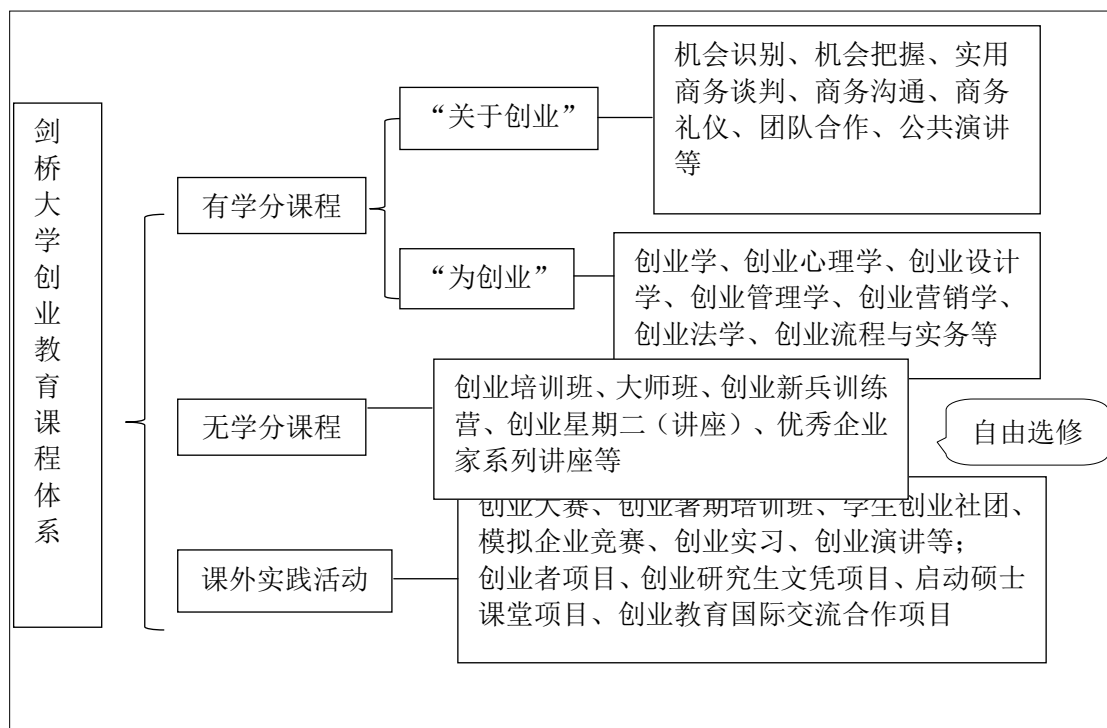 剑桥大学创业教育课程体系
有学分课程
“关于创业”
机会识别、机会把握、实用
商务谈判、商务沟通、商务
礼仪、团队合作、公共演讲
等
“为创业”
创业学、创业心理学、创业设计
学、创业管理学、创业营销学、
创业法学、创业流程与实务等
无学分课程
创业培训班、大师班、创业新兵训练
营、创业星期二（讲座）、优秀企业
家系列讲座等
自由选修
课外实践活动
创业大赛、创业暑期培训班、学生创业社团、
模拟企业竞赛、创业实习、创业演讲等；
创业者项目、创业研究生文凭项目、启动硕士
课堂项目、创业教育国际交流合作项目